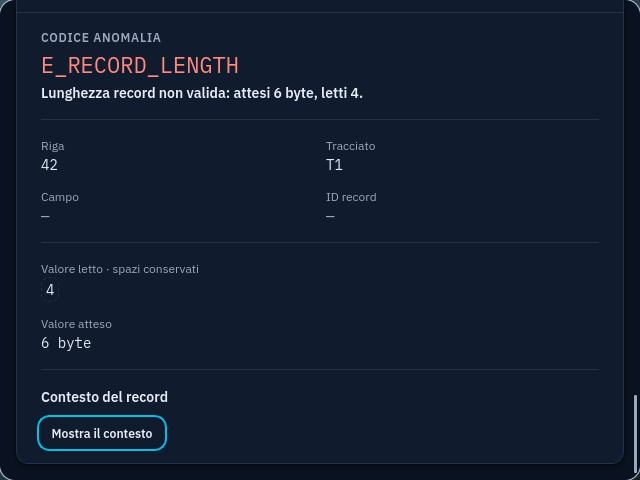 CODICE ANOMALIA
E_RECORD_LENGTH
Lunghezza record non valida: attesi 6 byte, letti 4.
Riga
Tracciato
42
T1
Campo
ID record
—
—
Valore letto · spazi conservati
4
Valore atteso
6 byte
Contesto del record
Mostra il contesto